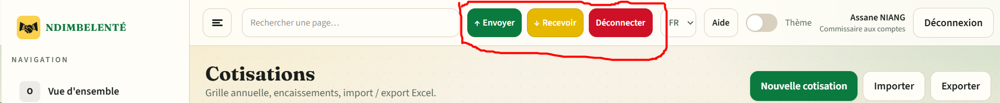 NDIMBELENTÉ
Rechercher une page...
↑ Envoyer
↓ Recevoir
Déconnecter
FR
Aide
Thème
Assane NIANG
Commissaire aux comptes
Déconnexion
NAVIGATION
O Vue d'ensemble
Cotisations
Grille annuelle, encaissements, import / export Excel.
Nouvelle cotisation
Importer
Exporter